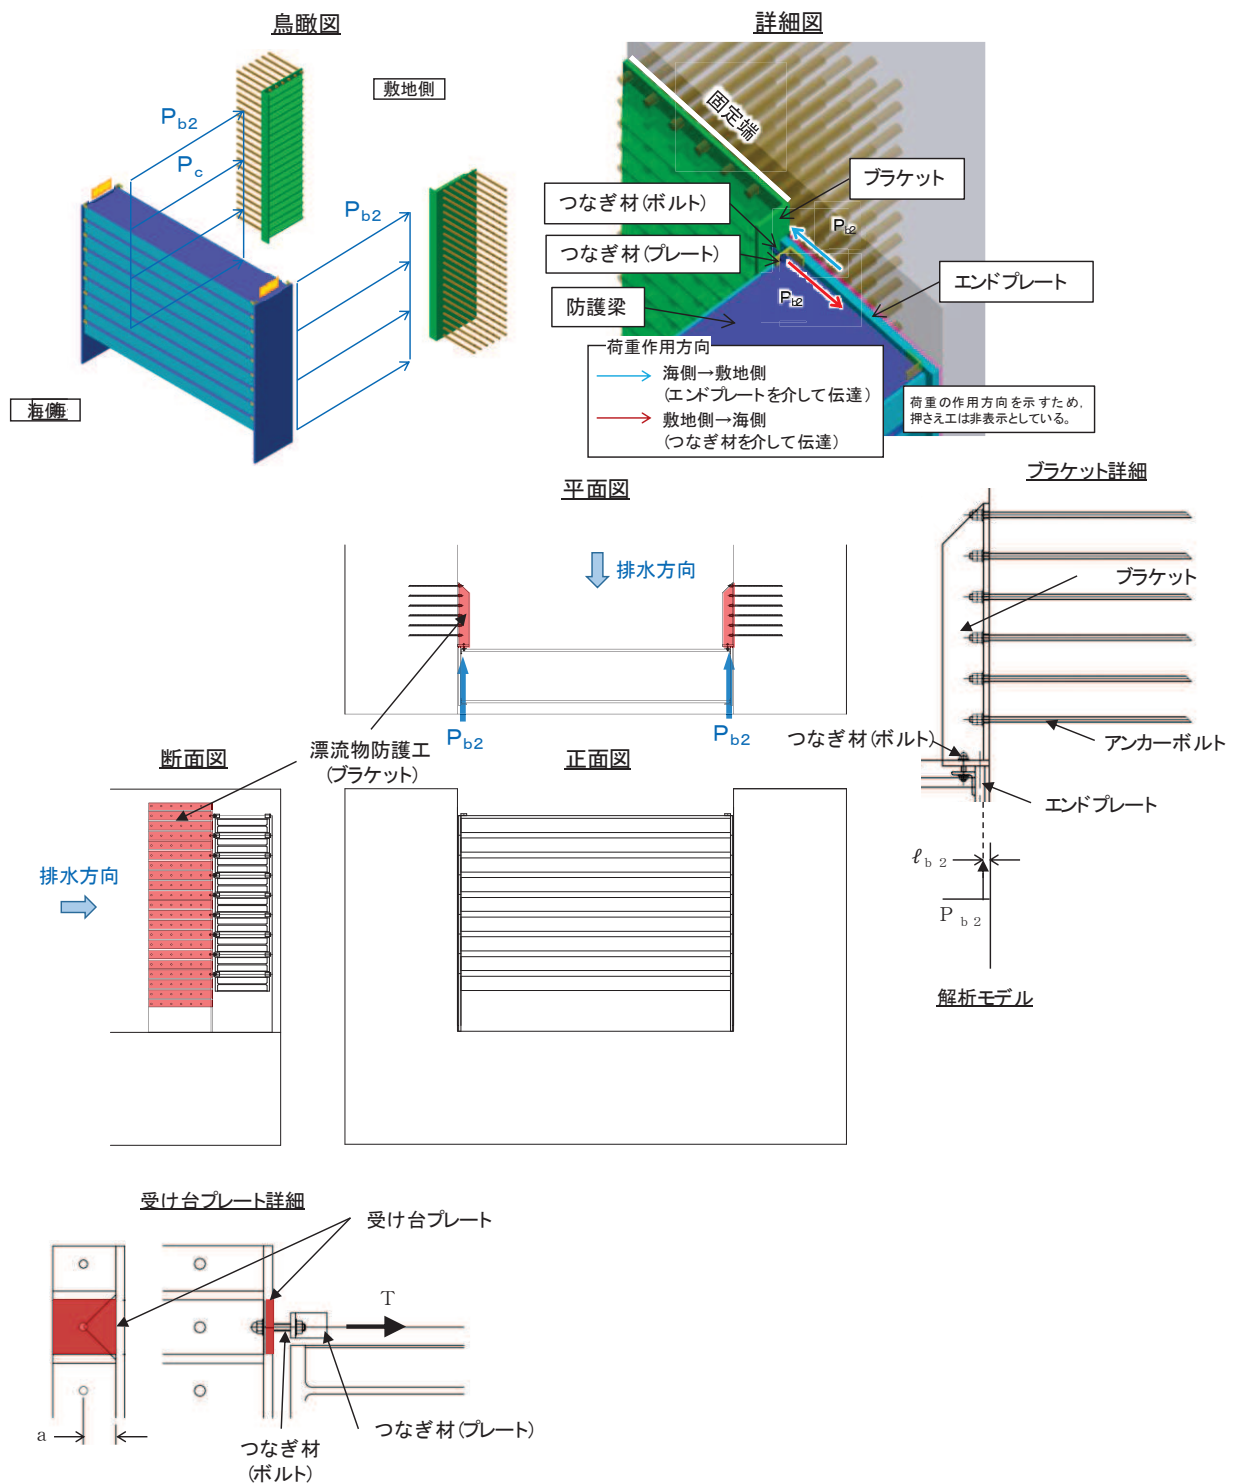 鳥瞰図
敷地側
Pb2
Pc
Pb2
詳細図
固定端
ブラケット
つなぎ材(ボルト)
つなぎ材(プレート)
Pb2
Pb2
エンドプレート
防護梁
荷重作用方向
海側→敷地側
(エンドプレートを介して伝達)
敷地側→海側
(つなぎ材を介して伝達)
荷重の作用方向を示すため,
押さえ工は非表示としている。
平面図
排水方向
Pb2
Pb2
ブラケット詳細
ブラケット
つなぎ材(ボルト)
アンカーボルト
エンドプレート
ℓb2
Pb2
解析モデル
断面図
漂流物防護工
(ブラケット)
排水方向
正面図
受け台プレート詳細
受け台プレート
T
a
つなぎ材
(ボルト)
つなぎ材(プレート)